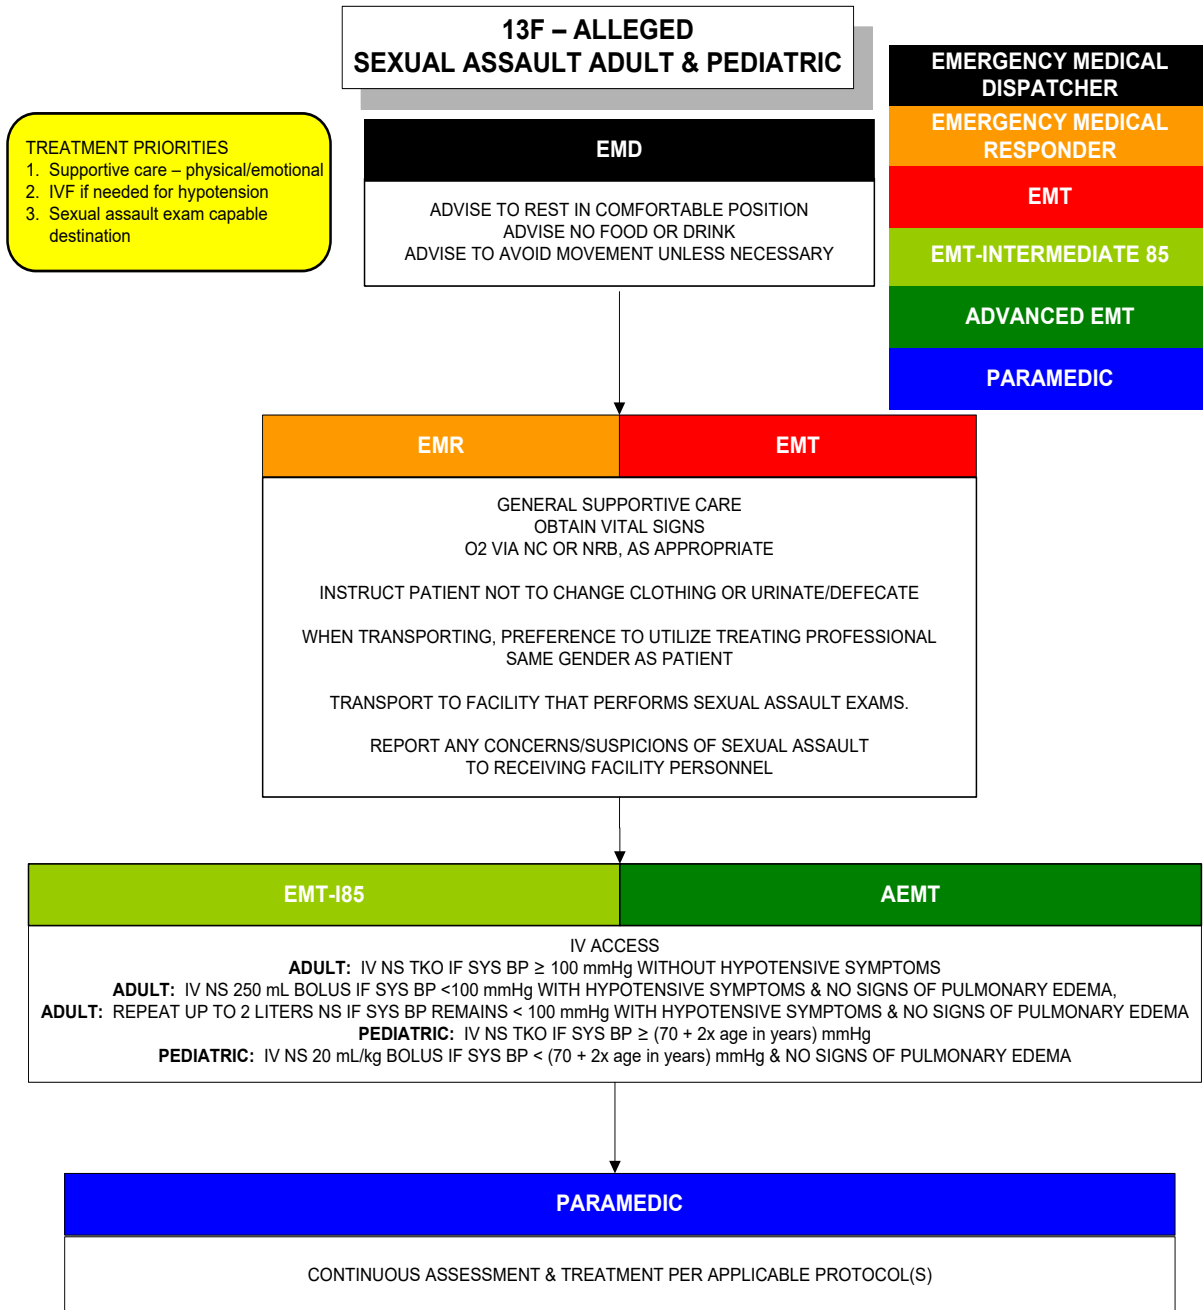 13F – ALLEGED
SEXUAL ASSAULT ADULT & PEDIATRIC
EMERGENCY MEDICAL
DISPATCHER
EMERGENCY MEDICAL
RESPONDER
EMT
EMT-INTERMEDIATE 85
ADVANCED EMT
PARAMEDIC
TREATMENT PRIORITIES
1. Supportive care – physical/emotional
2. IVF if needed for hypotension
3. Sexual assault exam capable
destination
EMD
ADVISE TO REST IN COMFORTABLE POSITION
ADVISE NO FOOD OR DRINK
ADVISE TO AVOID MOVEMENT UNLESS NECESSARY
EMR
EMT
GENERAL SUPPORTIVE CARE
OBTAIN VITAL SIGNS
O2 VIA NC OR NRB, AS APPROPRIATE
INSTRUCT PATIENT NOT TO CHANGE CLOTHING OR URINATE/DEFECATE
WHEN TRANSPORTING, PREFERENCE TO UTILIZE TREATING PROFESSIONAL
SAME GENDER AS PATIENT
TRANSPORT TO FACILITY THAT PERFORMS SEXUAL ASSAULT EXAMS.
REPORT ANY CONCERNS/SUSPICIONS OF SEXUAL ASSAULT
TO RECEIVING FACILITY PERSONNEL
EMT-I85
AEMT
IV ACCESS
ADULT: IV NS TKO IF SYS BP ≥ 100 mmHg WITHOUT HYPOTENSIVE SYMPTOMS
ADULT: IV NS 250 mL BOLUS IF SYS BP <100 mmHg WITH HYPOTENSIVE SYMPTOMS & NO SIGNS OF PULMONARY EDEMA,
ADULT: REPEAT UP TO 2 LITERS NS IF SYS BP REMAINS < 100 mmHg WITH HYPOTENSIVE SYMPTOMS & NO SIGNS OF PULMONARY EDEMA
PEDIATRIC: IV NS TKO IF SYS BP ≥ (70 + 2x age in years) mmHg
PEDIATRIC: IV NS 20 mL/kg BOLUS IF SYS BP < (70 + 2x age in years) mmHg & NO SIGNS OF PULMONARY EDEMA
PARAMEDIC
CONTINUOUS ASSESSMENT & TREATMENT PER APPLICABLE PROTOCOL(S)